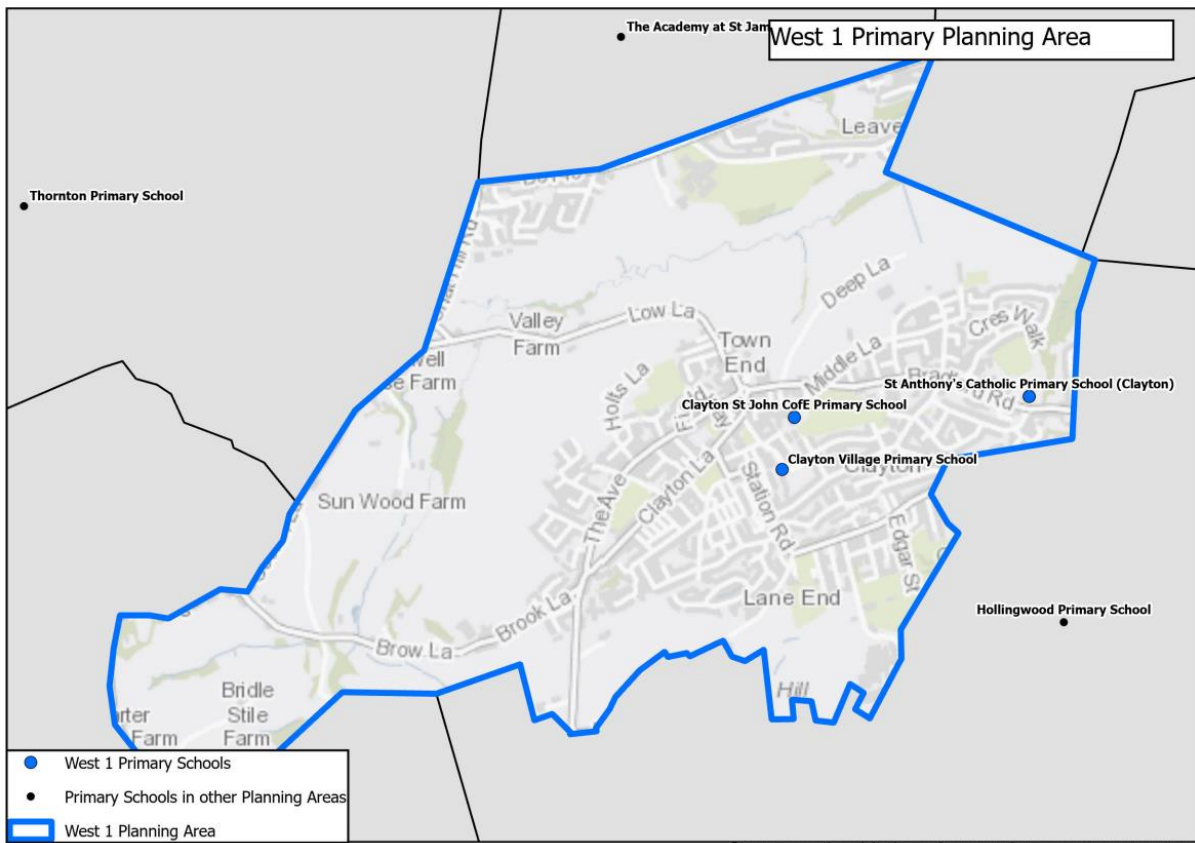 The Academy at St Jam
West 1 Primary Planning Area
Leave
Thornton Primary School
Deep La
Low La
Valley
Farm
Town
End
Cres Walk
Middle La
Holts La
Bradford Rd
St Anthony's Catholic Primary School (Clayton)
Clayton St John CofE Primary School
Clayton Village Primary School
Clayton
Clayton La
The Ave
Station Rd
Sun Wood Farm
Edgar St
Lane End
Hollingwood Primary School
Brook La
Brow La
Hill
Bridle
Stile
Farm
Farm
West 1 Primary Schools
Primary Schools in other Planning Areas
West 1 Planning Area